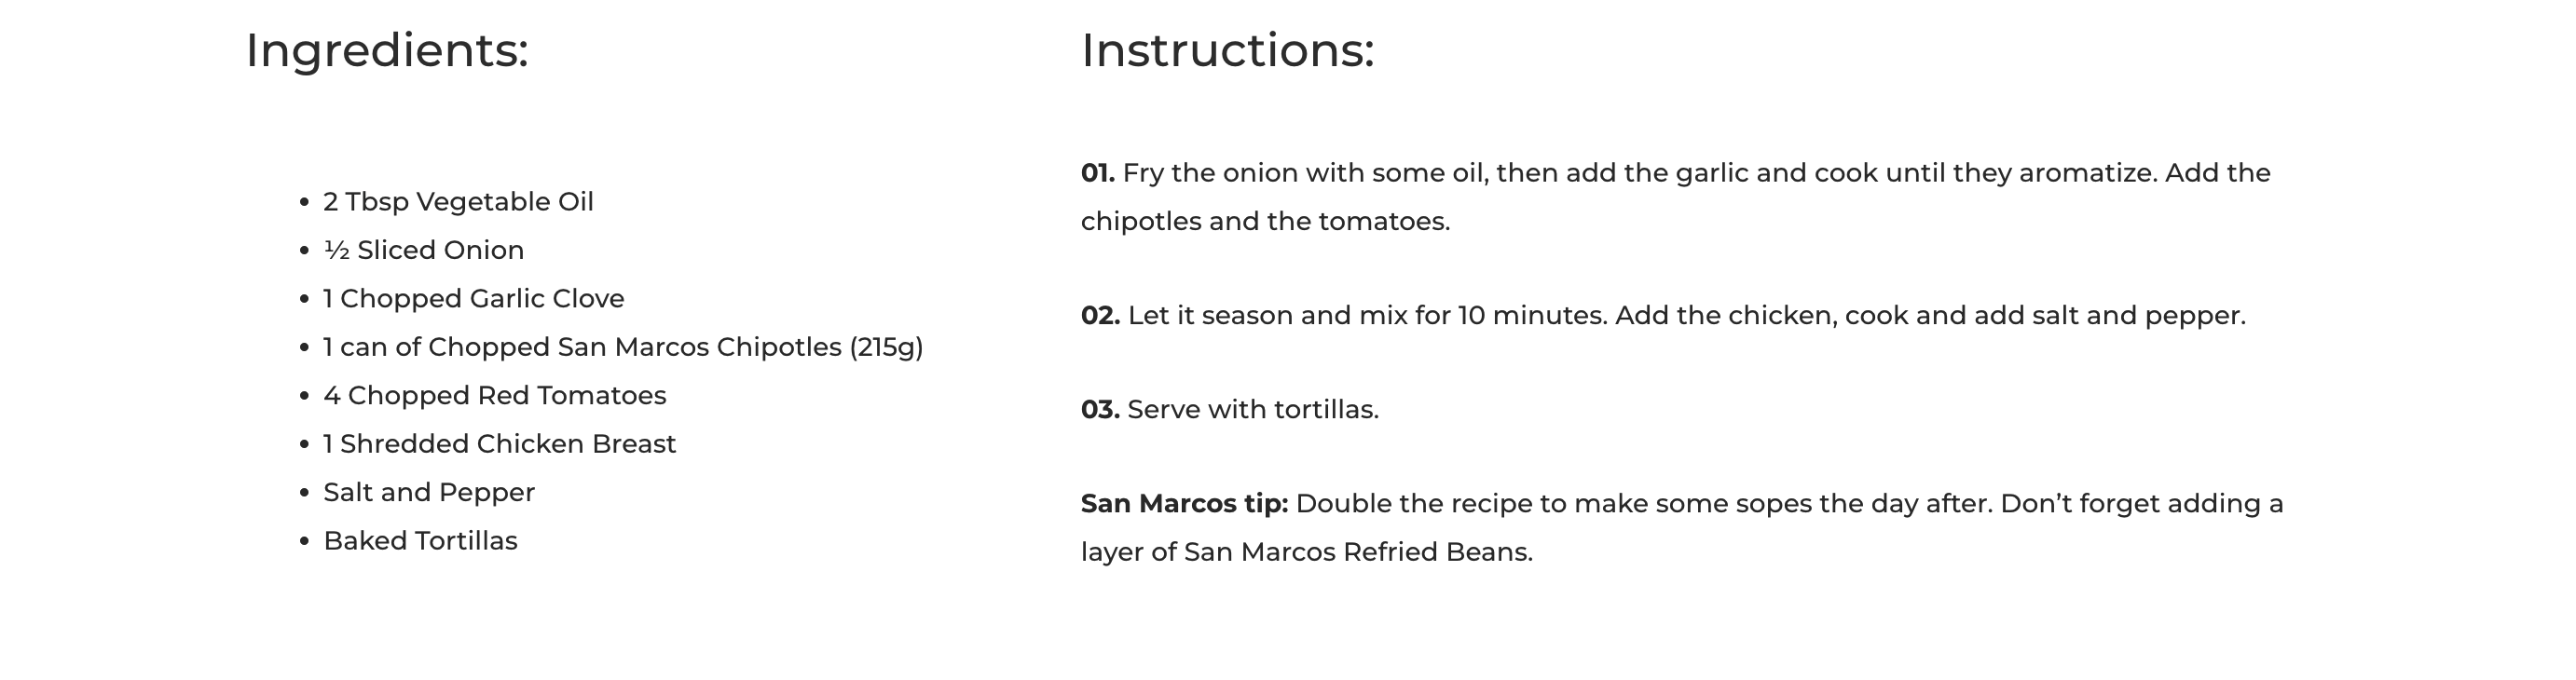 Ingredients:
• 2 Tbsp Vegetable Oil
• ½ Sliced Onion
• 1 Chopped Garlic Clove
• 1 can of Chopped San Marcos Chipotles (215g)
• 4 Chopped Red Tomatoes
• 1 Shredded Chicken Breast
• Salt and Pepper
• Baked Tortillas
Instructions:
01. Fry the onion with some oil, then add the garlic and cook until they aromatize. Add the
chipotles and the tomatoes.
02. Let it season and mix for 10 minutes. Add the chicken, cook and add salt and pepper.
03. Serve with tortillas.
San Marcos tip: Double the recipe to make some sopes the day after. Don’t forget adding a
layer of San Marcos Refried Beans.